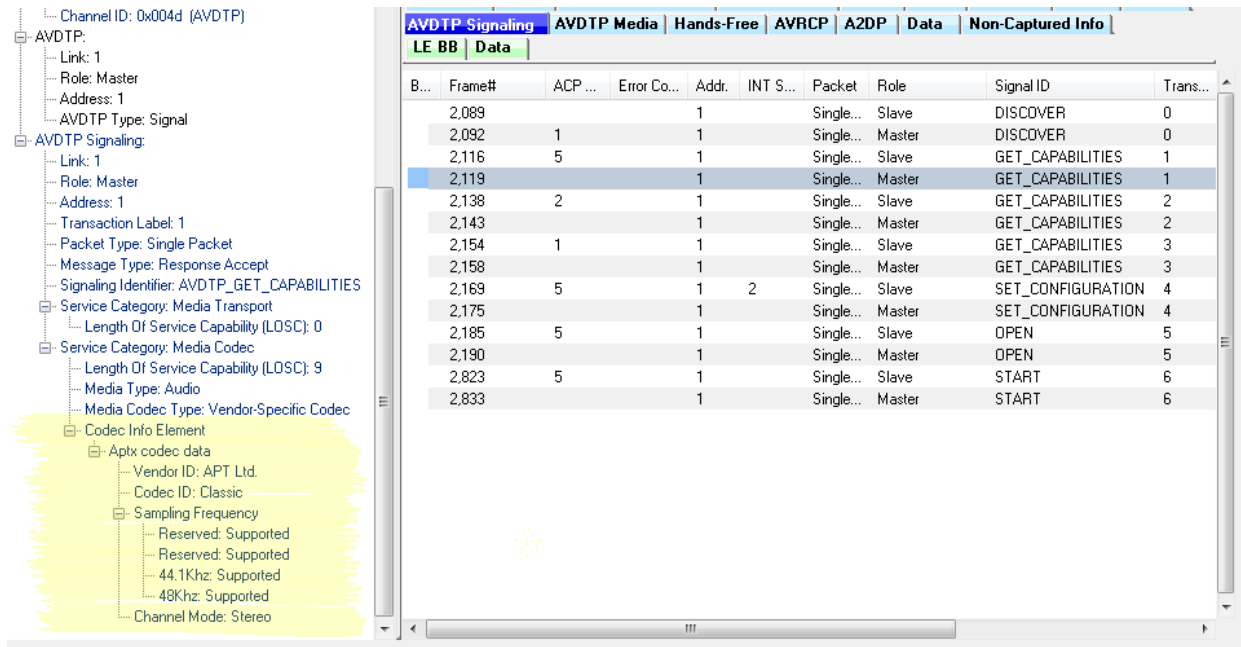 Channel ID: 0x004d (AVDTP)
AVDTP:
Link: 1
Role: Master
Address: 1
AVDTP Type: Signal
AVDTP Signaling:
Link: 1
Role: Master
Address: 1
Transaction Label: 1
Packet Type: Single Packet
Message Type: Response Accept
Signaling Identifier: AVDTP_GET_CAPABILITIES
Service Category: Media Transport
Length Of Service Capability (LOSC): 0
Service Category: Media Codec
Length Of Service Capability (LOSC): 9
Media Type: Audio
Media Codec Type: Vendor-Specific Codec
Codec Info Element
Aptx codec data
Vendor ID: APT Ltd.
Codec ID: Classic
Sampling Frequency
Reserved: Supported
Reserved: Supported
44.1Khz: Supported
48Khz: Supported
Channel Mode: Stereo
AVDTP Signaling AVDTP Media Hands-Free AVRCP A2DP Data Non-Captured Info
LE BB Data
B... Frame# ACP ... Error Co... Addr. INT S... Packet Role Signal ID Trans...
2,089 1 Single... Slave DISCOVER 0
2,092 1 1 Single... Master DISCOVER 0
2,116 5 1 Single... Slave GET_CAPABILITIES 1
2,119 1 Single... Master GET_CAPABILITIES 1
2,138 2 1 Single... Slave GET_CAPABILITIES 2
2,143 1 Single... Master GET_CAPABILITIES 2
2,154 1 1 Single... Slave GET_CAPABILITIES 3
2,158 1 Single... Master GET_CAPABILITIES 3
2,169 5 1 2 Single... Slave SET_CONFIGURATION 4
2,175 1 Single... Master SET_CONFIGURATION 4
2,185 5 1 Single... Slave OPEN 5
2,190 1 Single... Master OPEN 5
2,823 5 1 Single... Slave START 6
2,833 1 Single... Master START 6